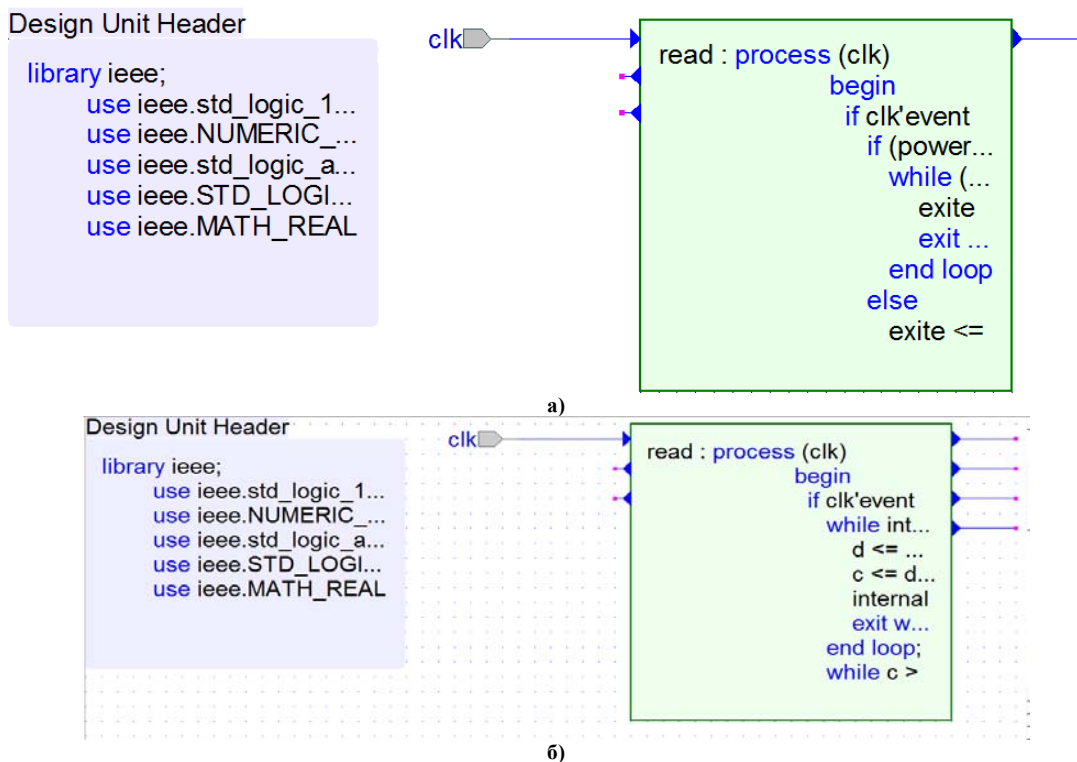 Design Unit Header
library ieee;
use ieee.std_logic_1...
use ieee.NUMERIC_...
use ieee.std_logic_a...
use ieee.STD_LOGI...
use ieee.MATH_REAL
clk
read : process (clk)
begin
if clk'event
if (power...
while (...
exite
exit ...
end loop
else
exite <=
а)
Design Unit Header
library ieee;
use ieee.std_logic_1...
use ieee.NUMERIC_...
use ieee.std_logic_a...
use ieee.STD_LOGI...
use ieee.MATH_REAL
clk
read : process (clk)
begin
if clk'event
while int...
d <= ...
c <= d...
internal
exit w...
end loop;
while c >
б)